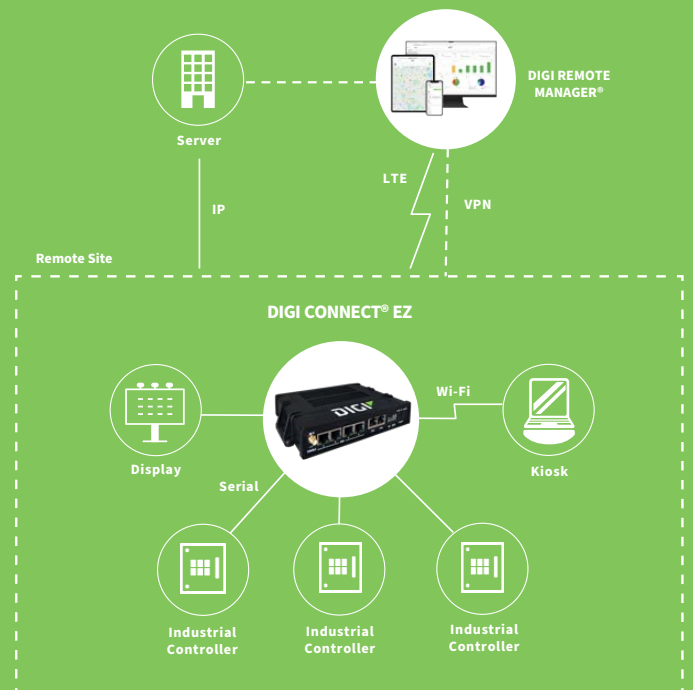 DIGI REMOTE
MANAGER®
Server
LTE
VPN
IP
Remote Site
DIGI CONNECT® EZ
DIGI
Wi-Fi
Display
Kiosk
Serial
Industrial
Controller
Industrial
Controller
Industrial
Controller